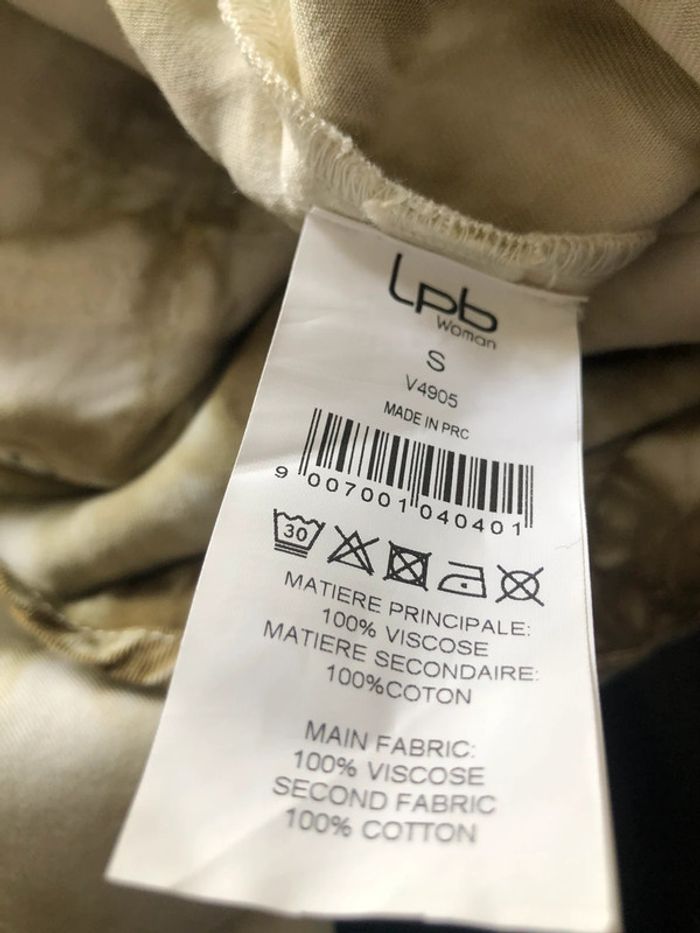 Lpb
Woman
S
V4905
MADE IN PRC
9 007001 040401
30
MATIERE PRINCIPALE:
100% VISCOSE
MATIERE SECONDAIRE:
100%COTON
MAIN FABRIC:
100% VISCOSE
SECOND FABRIC
100% COTTON